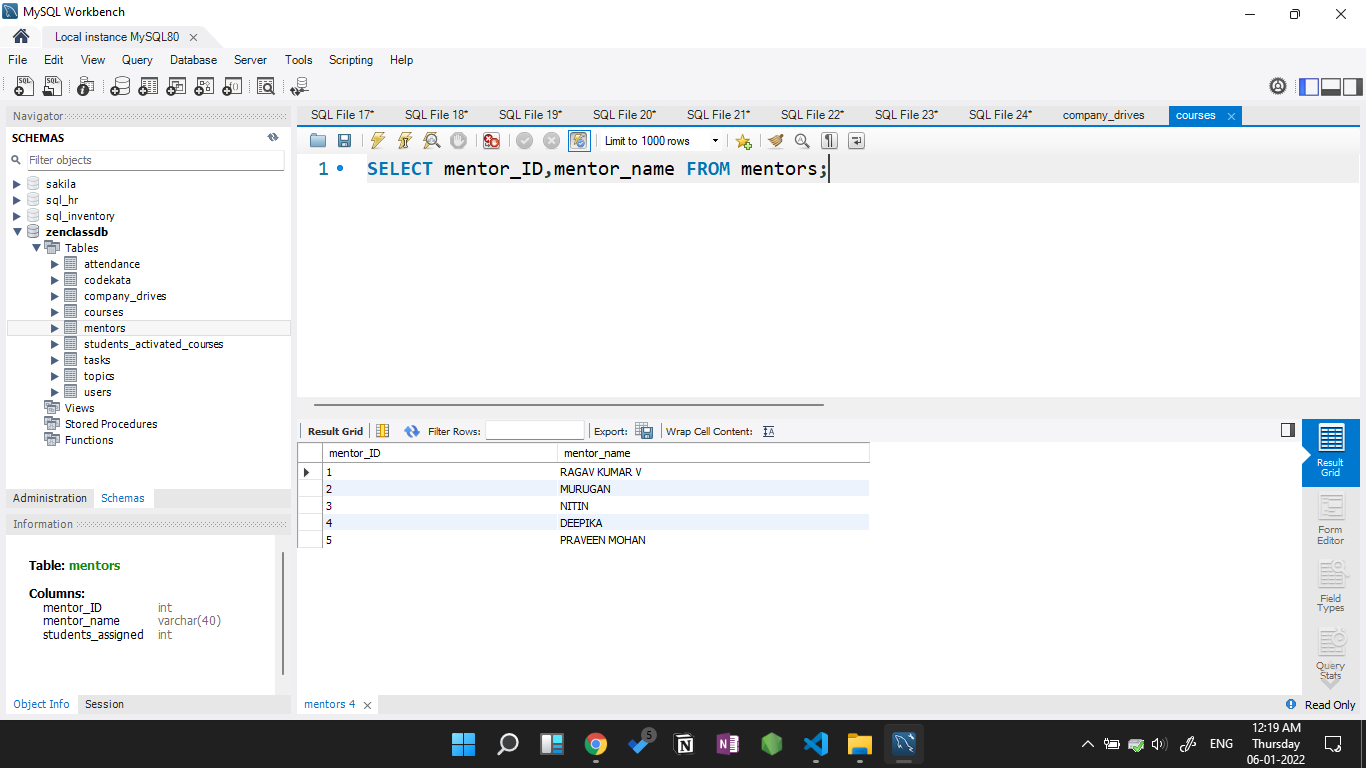 MySQL Workbench
Local instance MySQL80
File Edit View Query Database Server Tools Scripting Help
Navigator
SCHEMAS
Filter objects
sakila
sql_hr
sql_inventory
zenclassdb
Tables
attendance
codekata
company_drives
courses
mentors
students_activated_courses
tasks
topics
users
Views
Stored Procedures
Functions
Administration Schemas
Information
Table: mentors
Columns:
mentor_ID int
mentor_name varchar(40)
students_assigned int
Object Info Session
SQL File 17* SQL File 18* SQL File 19* SQL File 20* SQL File 21* SQL File 22* SQL File 23* SQL File 24* company_drives courses
Limit to 1000 rows
1 SELECT mentor_ID,mentor_name FROM mentors;
Result Grid Filter Rows: Export: Wrap Cell Content:
mentor_ID mentor_name
1 RAGAV KUMAR V
2 MURUGAN
3 NITIN
4 DEEPIKA
5 PRAVEEN MOHAN
Result
Grid
Form
Editor
Field
Types
Query
Stats
mentors 4
Read Only
5
ENG
12:19 AM
Thursday
06-01-2022